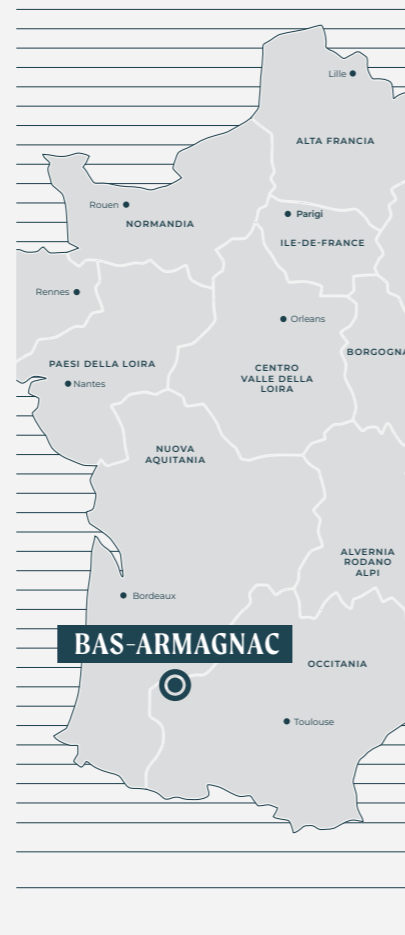 Lille
ALTA FRANCIA
Rouen
NORMANDIA
Parigi
ILE-DE-FRANCE
Rennes
Orleans
BORGOGNA
PAESI DELLA LOIRA
Nantes
CENTRO
VALLE DELLA
LOIRA
NUOVA
AQUITANIA
ALVERNIA
RODANO
ALPI
Bordeaux
BAS-ARMAGNAC
OCCITANIA
Toulouse